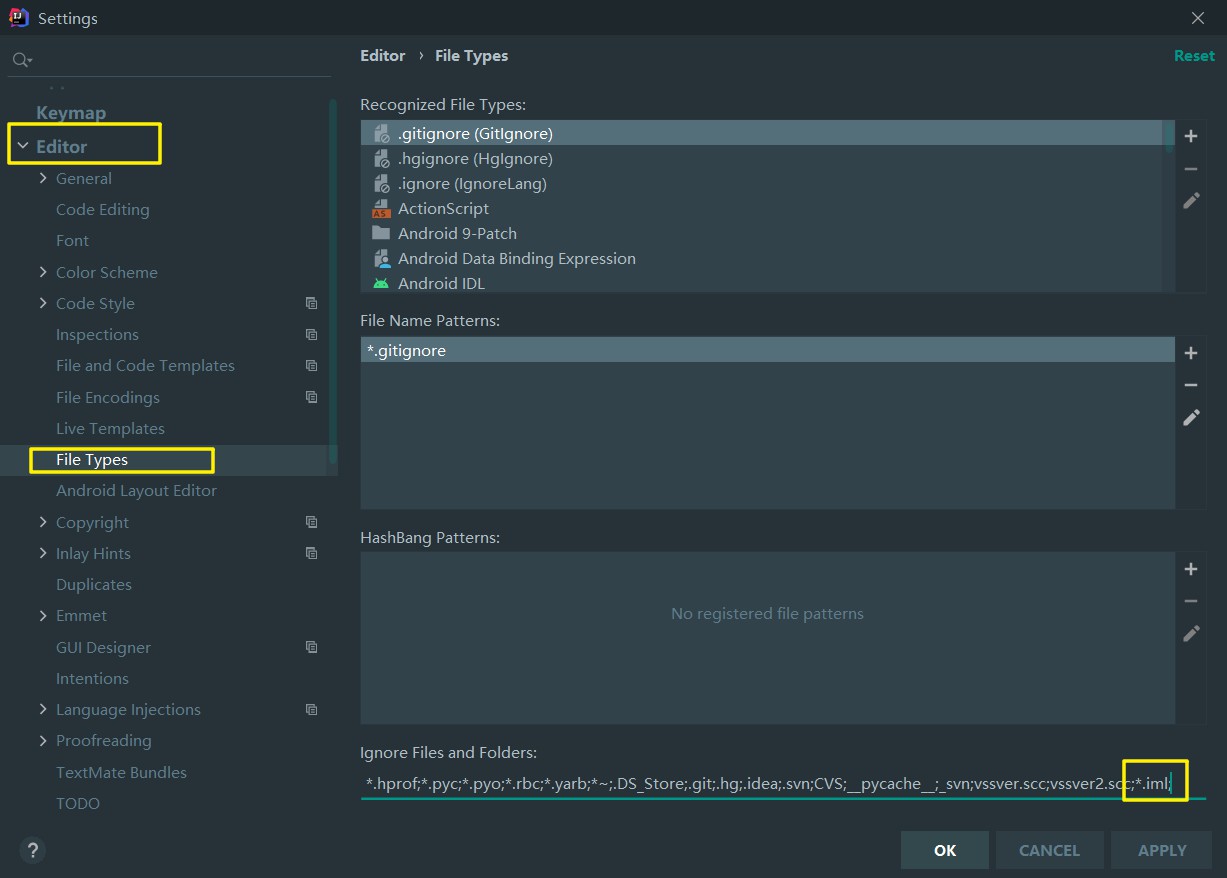 Settings
Keymap
Editor
General
Code Editing
Font
Color Scheme
Code Style
Inspections
File and Code Templates
File Encodings
Live Templates
File Types
Android Layout Editor
Copyright
Inlay Hints
Duplicates
Emmet
GUI Designer
Intentions
Language Injections
Proofreading
TextMate Bundles
TODO
?
Editor › File Types
Reset
Recognized File Types:
.gitignore (GitIgnore)
.hgignore (HgIgnore)
.ignore (IgnoreLang)
ActionScript
Android 9-Patch
Android Data Binding Expression
Android IDL
File Name Patterns:
*.gitignore
HashBang Patterns:
No registered file patterns
Ignore Files and Folders:
*.hprof;*.pyc;*.pyo;*.rbc;*.yarb;*~;.DS_Store;.git;.hg;.idea;.svn;CVS;__pycache__;_svn;vssver.scc;vssver2.scc;*.iml;
OK
CANCEL
APPLY